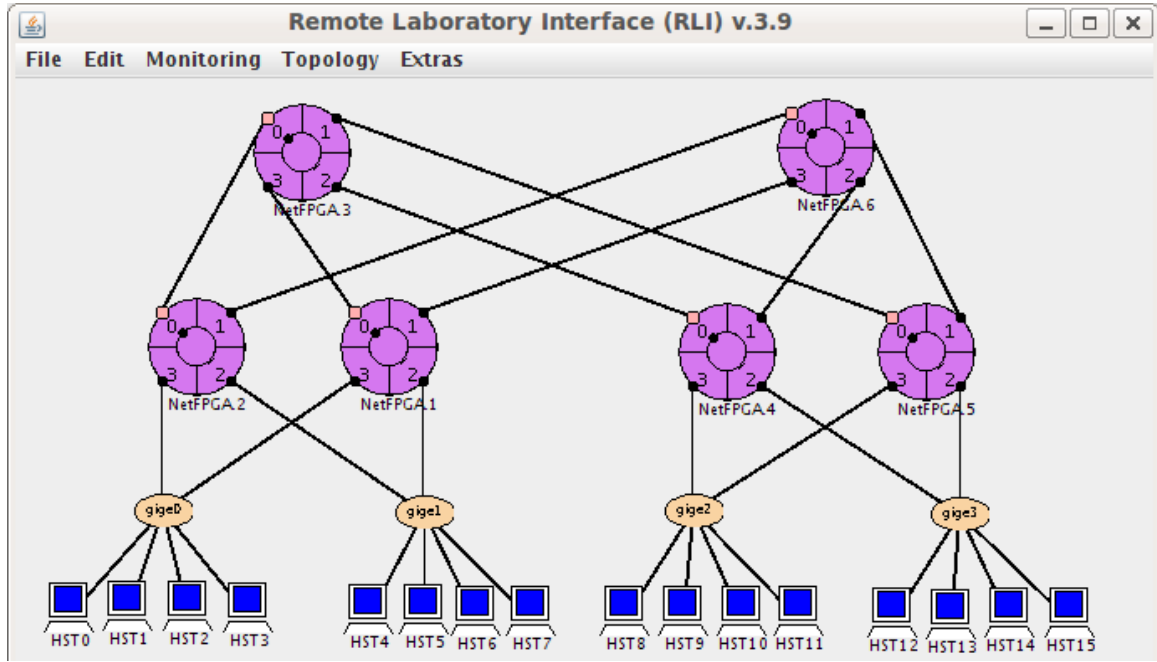 Remote Laboratory Interface (RLI) v.3.9
File Edit Monitoring Topology Extras
0 1
3 2
NetFPGA.3
0 1
3 2
NetFPGA.6
0 1
3 2
NetFPGA.2
0 1
3 2
NetFPGA.1
0 1
3 2
NetFPGA.4
0 1
3 2
NetFPGA.5
gige0 gige1 gige2 gige3
HST0 HST1 HST2 HST3 HST4 HST5 HST6 HST7 HST8 HST9 HST10 HST11 HST12 HST13 HST14 HST15